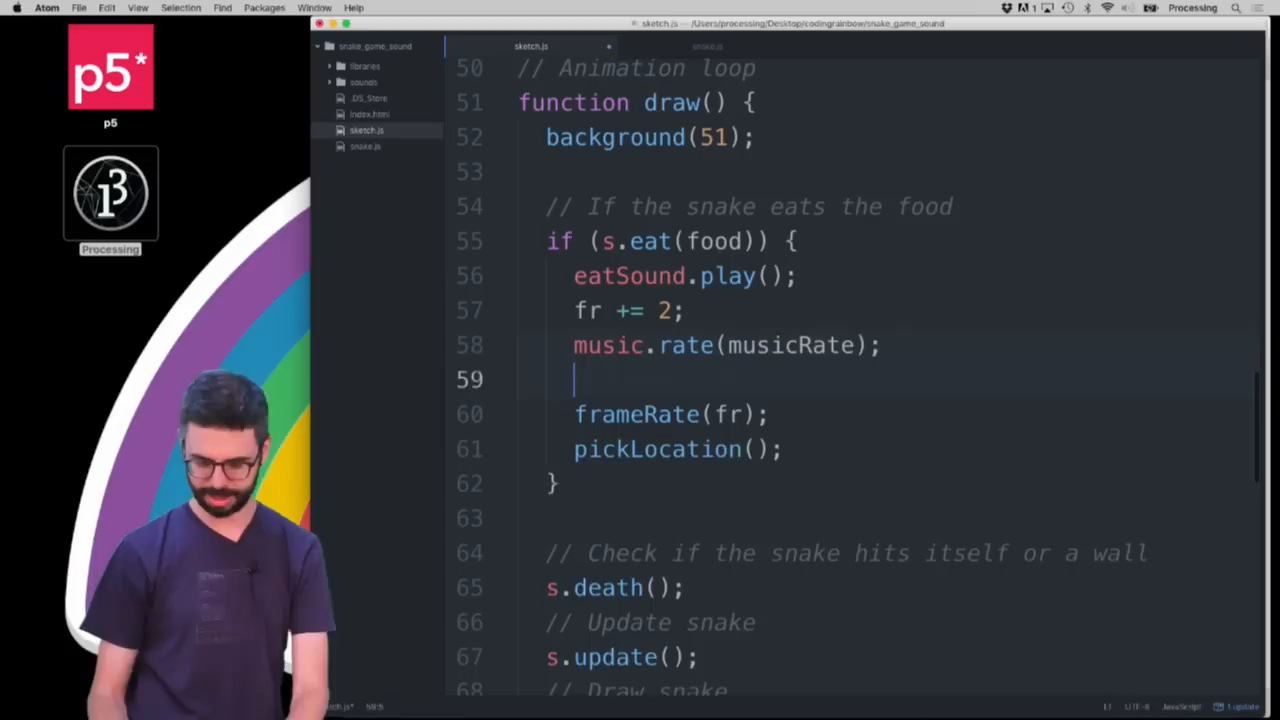 Atom File Edit View Selection Find Packages Window Help
1 Processing
sketch.js — /Users/processing/Desktop/codingrainbow/snake_game_sound
snake_game_sound
sketch.js
snake.js
libraries
sounds
.DS_Store
index.html
sketch.js
snake.js
p5*
p5
Processing
50 // Animation loop
51 function draw() {
52 background(51);
53
54 // If the snake eats the food
55 if (s.eat(food)) {
56 eatSound.play();
57 fr += 2;
58 music.rate(musicRate);
59
60 frameRate(fr);
61 pickLocation();
62 }
63
64 // Check if the snake hits itself or a wall
65 s.death();
66 // Update snake
67 s.update();
68 // Draw snake
UTF-8 JavaScript 1 update